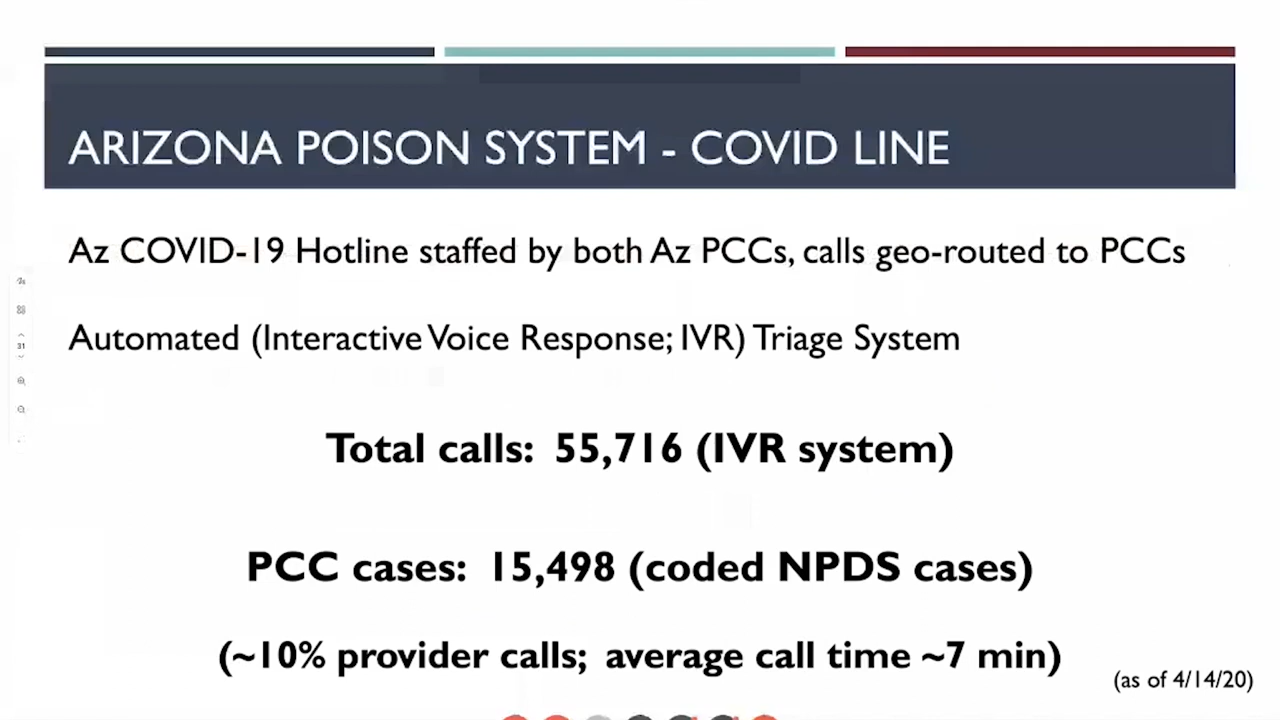 ARIZONA POISON SYSTEM - COVID LINE
Az COVID-19 Hotline staffed by both Az PCCs, calls geo-routed to PCCs
Automated (Interactive Voice Response; IVR) Triage System
31
Total calls: 55,716 (IVR system)
PCC cases: 15,498 (coded NPDS cases)
(~10% provider calls; average call time ~7 min)
(as of 4/14/20)